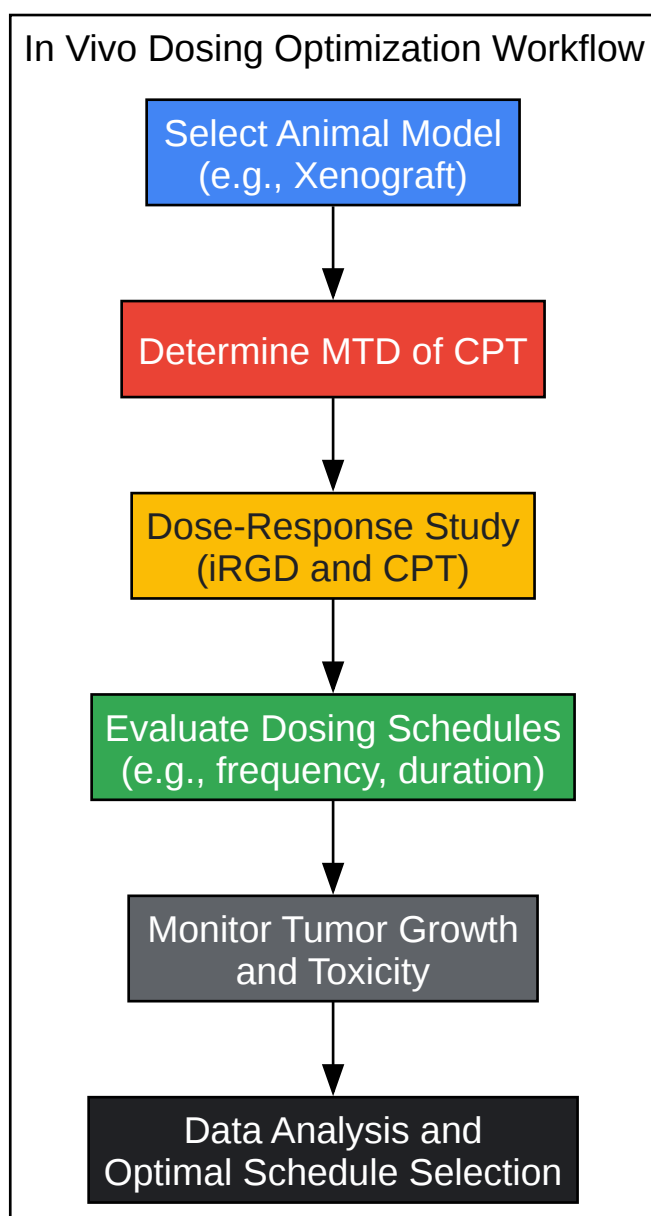 In Vivo Dosing Optimization Workflow
Select Animal Model
(e.g., Xenograft)
Determine MTD of CPT
Dose-Response Study
(iRGD and CPT)
Evaluate Dosing Schedules
(e.g., frequency, duration)
Monitor Tumor Growth
and Toxicity
Data Analysis and
Optimal Schedule Selection